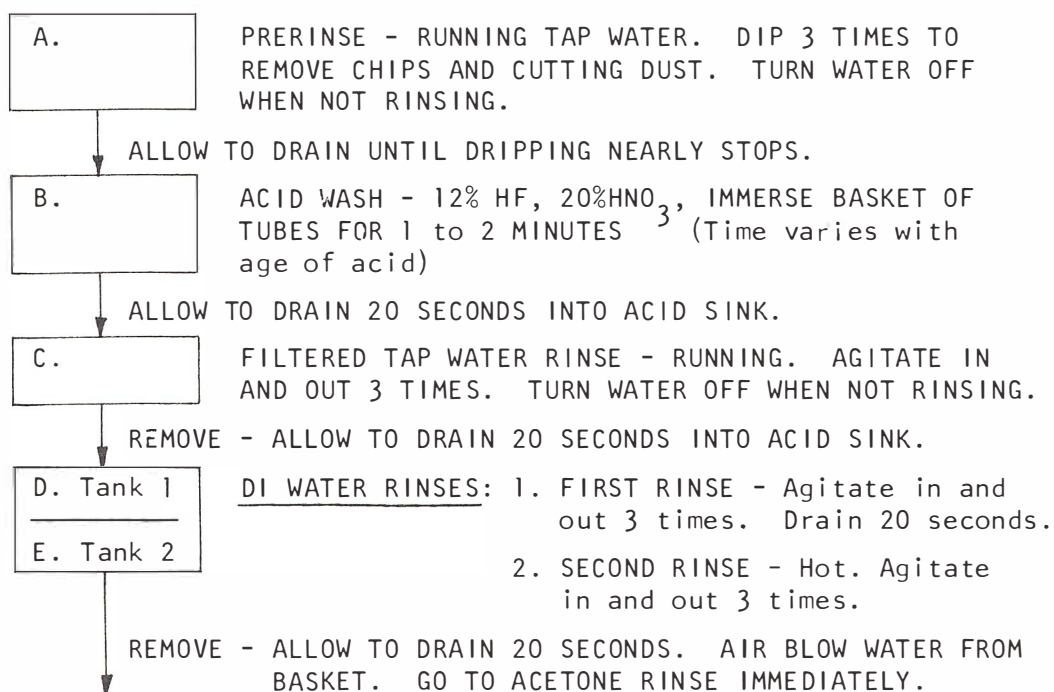 A. PRERINSE - RUNNING TAP WATER. DIP 3 TIMES TO
REMOVE CHIPS AND CUTTING DUST. TURN WATER OFF
WHEN NOT RINSING.
ALLOW TO DRAIN UNTIL DRIPPING NEARLY STOPS.
B. ACID WASH - 12% HF, 20%HNO3, IMMERSE BASKET OF
TUBES FOR 1 to 2 MINUTES (Time varies with
age of acid)
ALLOW TO DRAIN 20 SECONDS INTO ACID SINK.
C. FILTERED TAP WATER RINSE - RUNNING. AGITATE IN
AND OUT 3 TIMES. TURN WATER OFF WHEN NOT RINSING.
REMOVE - ALLOW TO DRAIN 20 SECONDS INTO ACID SINK.
D. Tank 1
E. Tank 2
DI WATER RINSES: 1. FIRST RINSE - Agitate in and
out 3 times. Drain 20 seconds.
2. SECOND RINSE - Hot. Agitate
in and out 3 times.
REMOVE - ALLOW TO DRAIN 20 SECONDS. AIR BLOW WATER FROM
BASKET. GO TO ACETONE RINSE IMMEDIATELY.